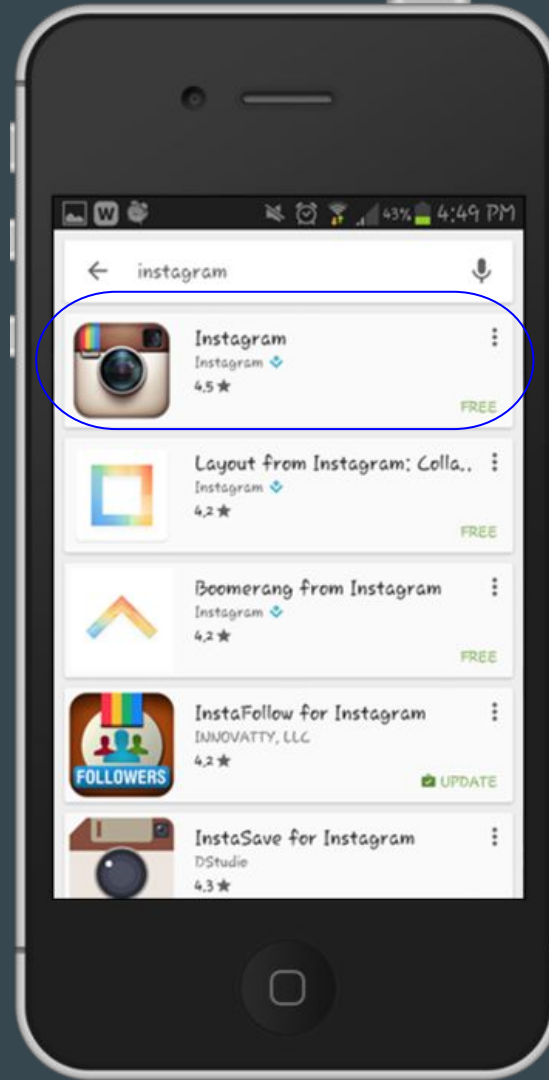 W
43% 4:49 PM
instagram
Instagram
Instagram
4.5
FREE
Layout from Instagram: Colla..
Instagram
4.2
FREE
Boomerang from Instagram
Instagram
4.2
FREE
FOLLOWERS
InstaFollow for Instagram
INNOVATTY, LLC
4.2
UPDATE
InstaSave for Instagram
DStudio
4.3